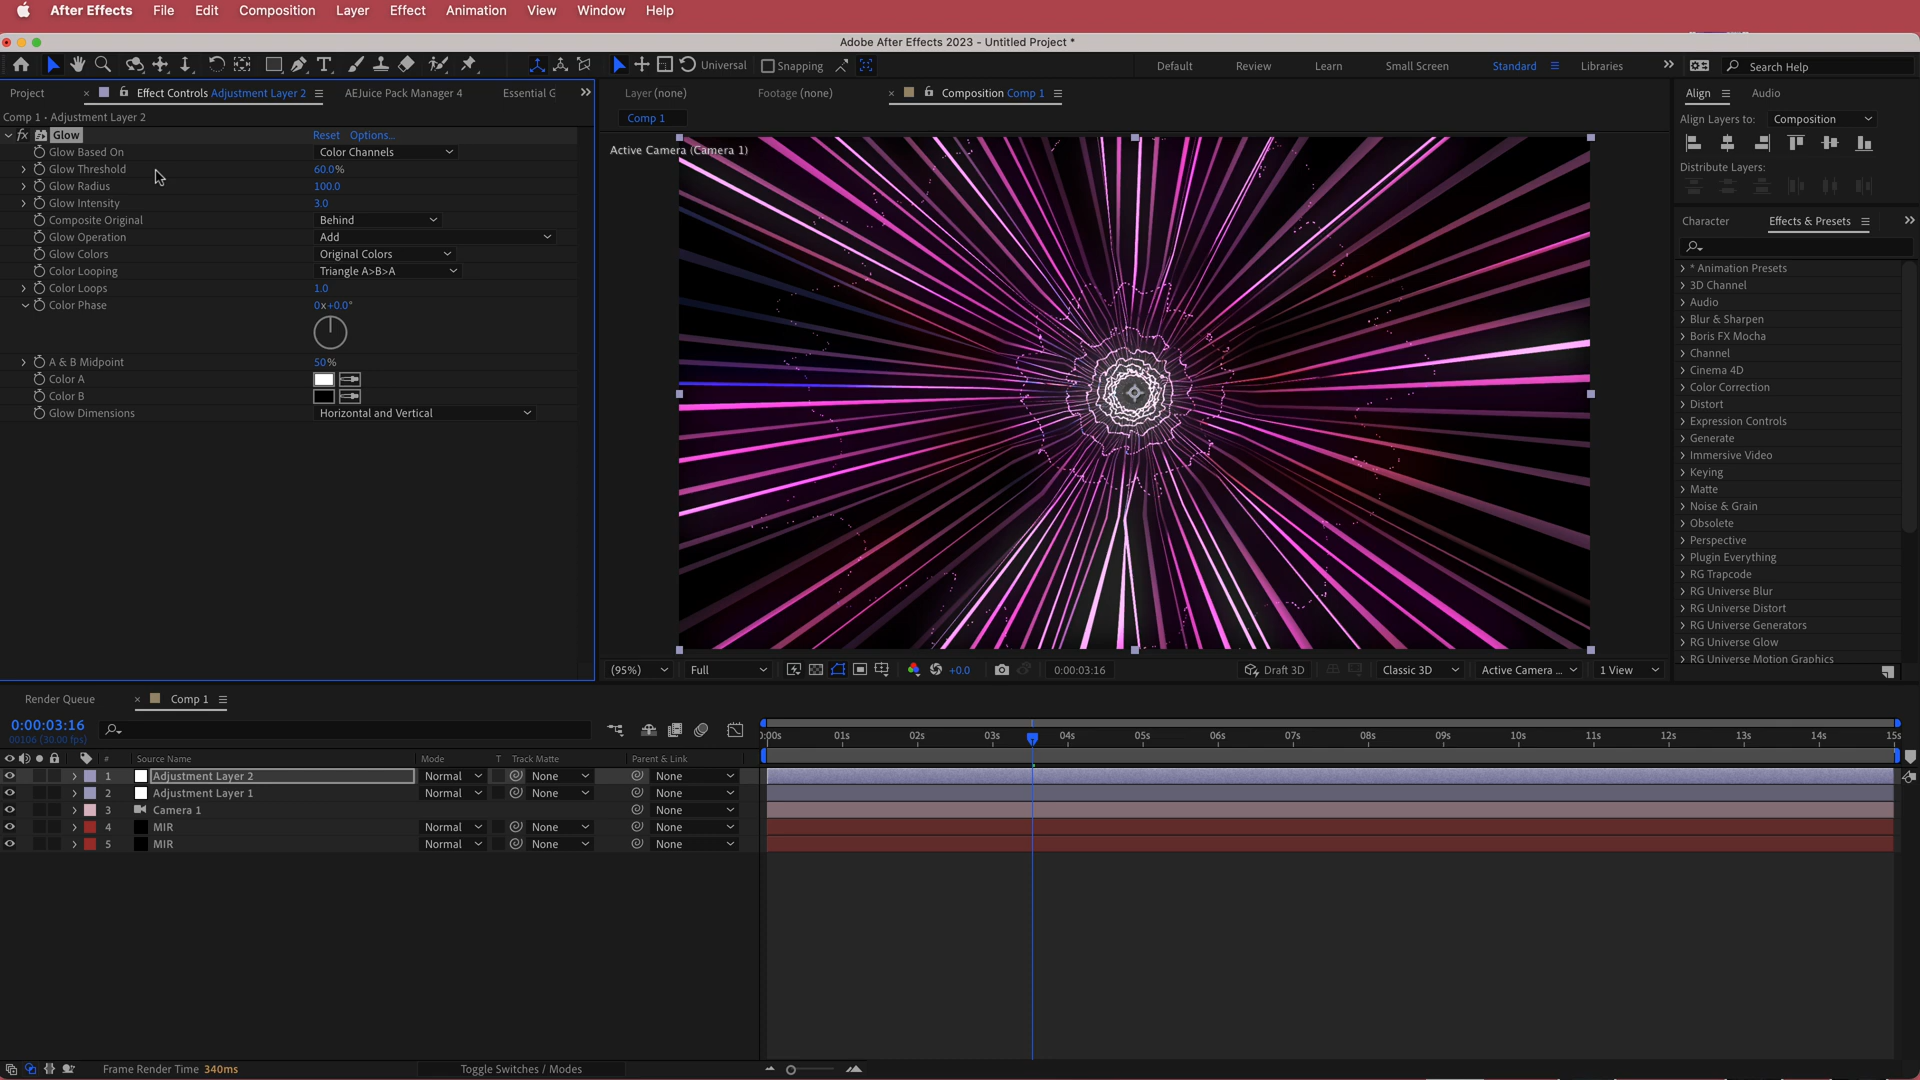 After Effects File Edit Composition Layer Effect Animation View Window Help
Adobe After Effects 2023 - Untitled Project *
Universal Snapping Default Review Learn Small Screen Standard Libraries Search Help
Project Effect Controls Adjustment Layer 2 AEJuice Pack Manager 4 Essential G
Layer (none) Footage (none) Composition Comp 1 Align Audio
Comp 1 • Adjustment Layer 2
Comp 1
Align Layers to: Composition
fx Glow Reset Options...
Glow Based On Color Channels
Glow Threshold 60.0%
Glow Radius 100.0
Glow Intensity 3.0
Composite Original Behind
Glow Operation Add
Glow Colors Original Colors
Color Looping Triangle A>B>A
Color Loops 1.0
Color Phase 0x+0.0°
A & B Midpoint 50%
Color A
Color B
Glow Dimensions Horizontal and Vertical
Active Camera (Camera 1)
Distribute Layers:
Character Effects & Presets
* Animation Presets
3D Channel
Audio
Blur & Sharpen
Boris FX Mocha
Channel
Cinema 4D
Color Correction
Distort
Expression Controls
Generate
Immersive Video
Keying
Matte
Noise & Grain
Obsolete
Perspective
Plugin Everything
RG Trapcode
RG Universe Blur
RG Universe Distort
RG Universe Generators
RG Universe Glow
RG Universe Motion Graphics
(95%) Full +0.0 0:00:03:16 Draft 3D Classic 3D Active Camera ... 1 View
Render Queue Comp 1
0:00:03:16
00106 (30.00 fps)
:00s 01s 02s 03s 04s 05s 06s 07s 08s 09s 10s 11s 12s 13s 14s 15s
# Source Name Mode T Track Matte Parent & Link
1 Adjustment Layer 2 Normal None None
2 Adjustment Layer 1 Normal None None
3 Camera 1 None
4 MIR Normal None None
5 MIR Normal None None
Frame Render Time 340ms Toggle Switches / Modes